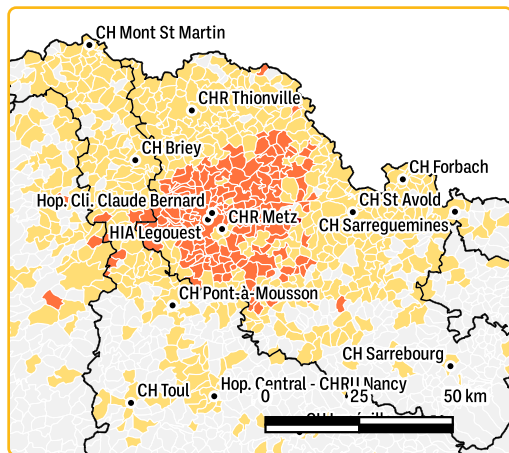 CH Mont St Martin
CHR Thionville
CH Briey
CH Forbach
Hop. Cli. Claude Bernard
CH St Avold
CHR Metz
CH Sarreguemines
HIA Legouest
CH Pont-à-Mousson
CH Sarrebourg
Hop. Central - CHRU Nancy
CH Toul
0 25 50 km